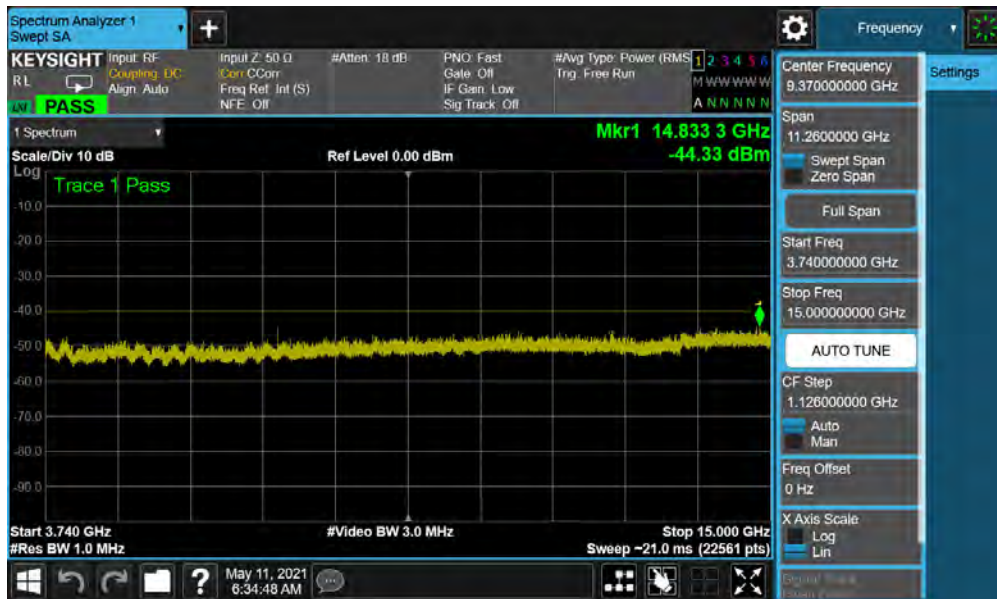 Spectrum Analyzer 1
Swept SA
+
Frequency
KEYSIGHT
RL
PASS
Input: RF
Coupling: DC
Align: Auto
Input Z: 50 Ω
Corr CCorr
Freq Ref: Int (S)
NFE: Off
#Atten: 18 dB
PNO: Fast
Gate: Off
IF Gain: Low
Sig Track: Off
#Avg Type: Power (RMS
Trig: Free Run
1 2 3 4 5 6
M W W W W W
A N N N N N
1 Spectrum
Scale/Div 10 dB
Ref Level 0.00 dBm
Mkr1 14.833 3 GHz
-44.33 dBm
Log
Trace 1 Pass
-10.0
-20.0
-30.0
-40.0
-50.0
-60.0
-70.0
-80.0
-90.0
1
Start 3.740 GHz
#Res BW 1.0 MHz
#Video BW 3.0 MHz
Stop 15.000 GHz
Sweep ~21.0 ms (22561 pts)
Center Frequency
9.370000000 GHz
Settings
Span
11.2600000 GHz
Swept Span
Zero Span
Full Span
Start Freq
3.740000000 GHz
Stop Freq
15.000000000 GHz
AUTO TUNE
CF Step
1.126000000 GHz
Auto
Man
Freq Offset
0 Hz
X Axis Scale
Log
Lin
?
May 11, 2021
6:34:48 AM